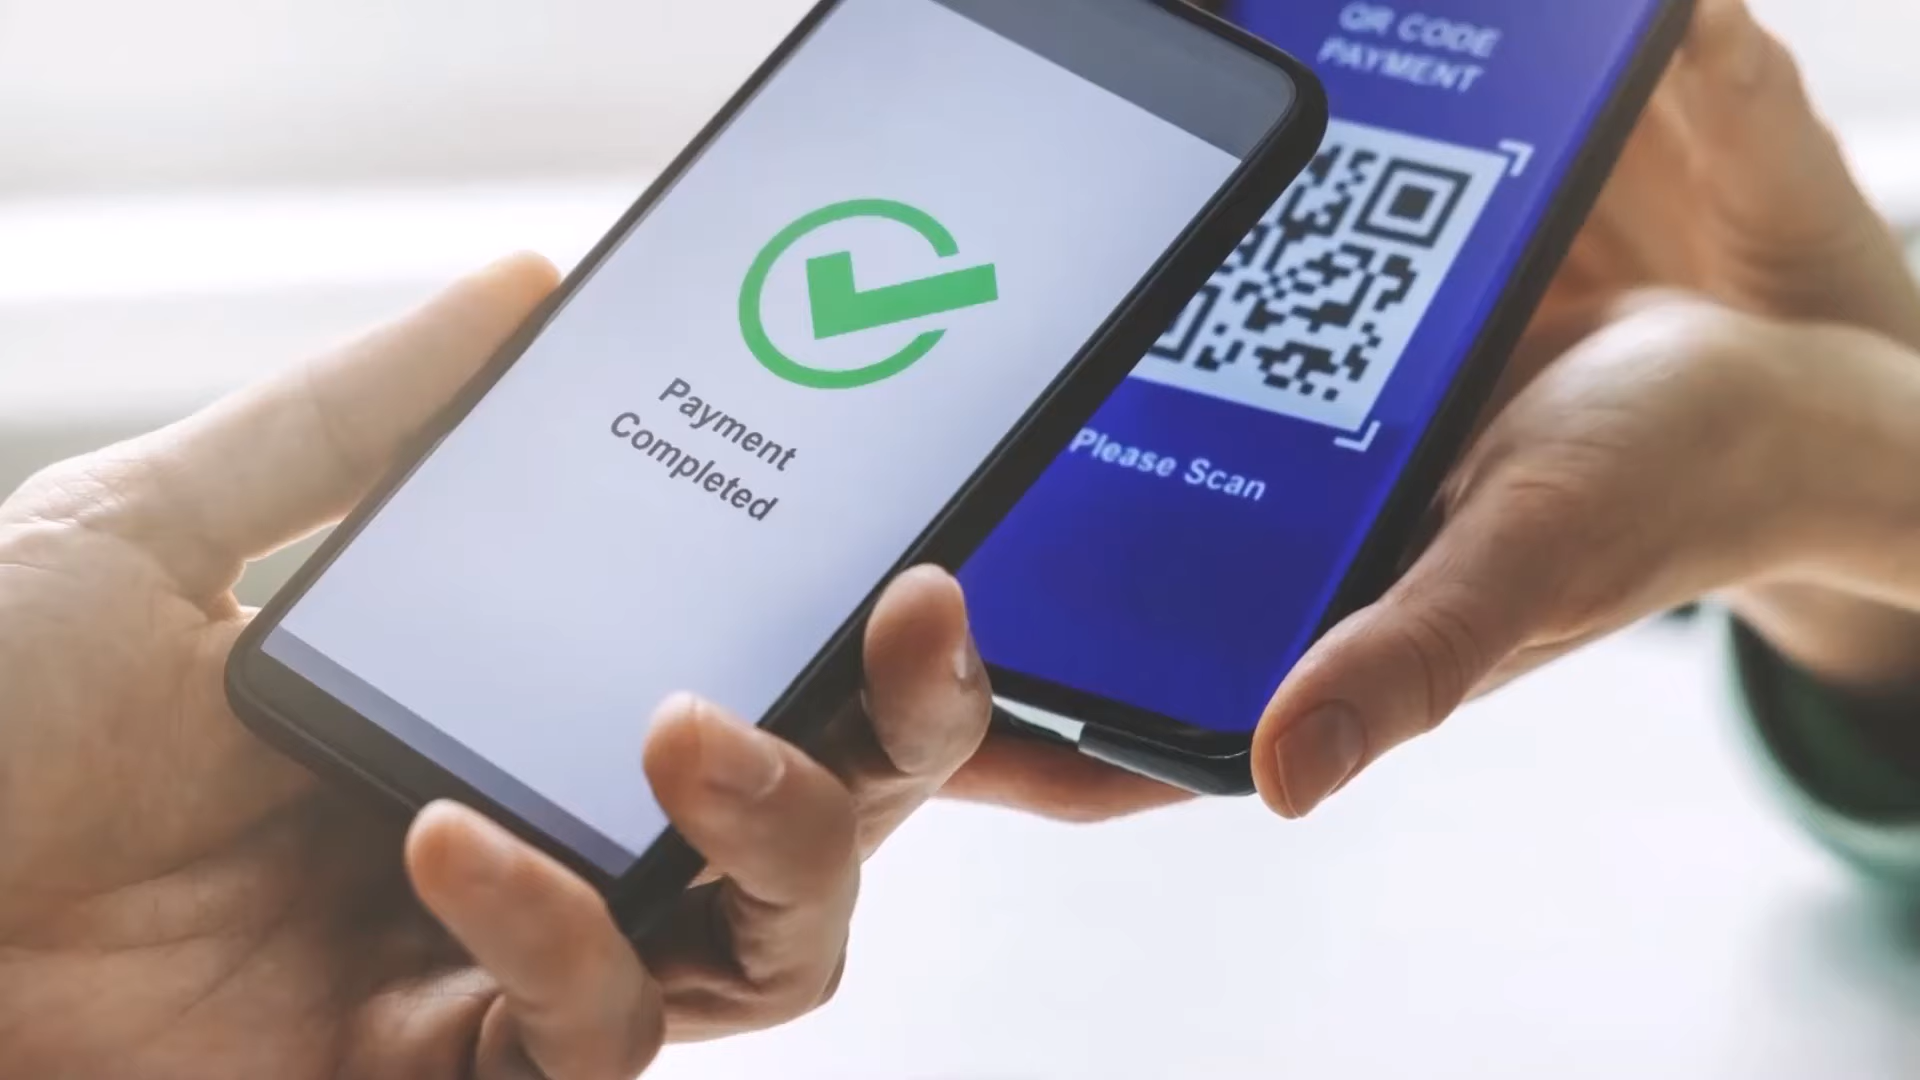 QR CODE
PAYMENT
Payment
Completed
Please Scan